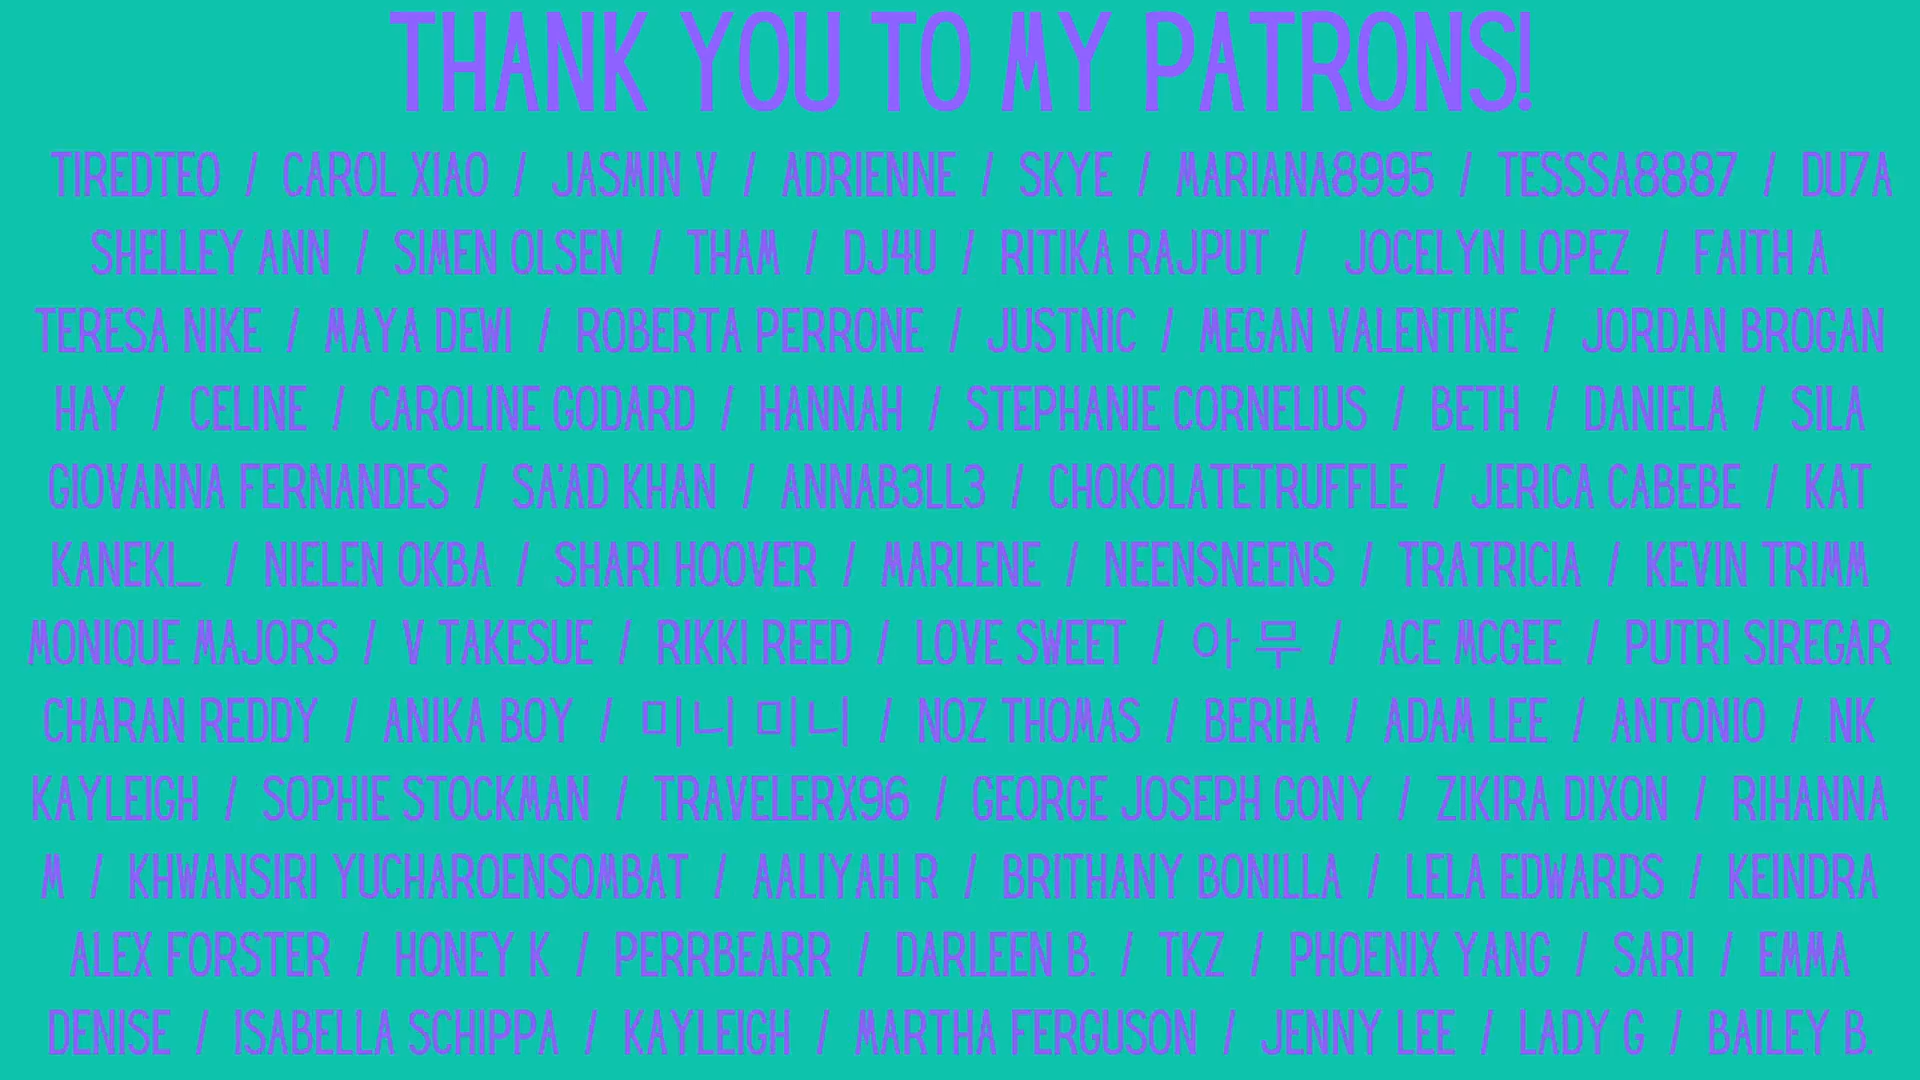 THANK YOU TO MY PATRONS!
TIREDTEO / CAROL XIAO / JASMIN V / ADRIENNE / SKYE / MARIANA8995 / TESSSA8887 / DU7A
SHELLEY ANN / SIMEN OLSEN / THAM / DJ4U / RITIKA RAJPUT / JOCELYN LOPEZ / FAITH A
TERESA NIKE / MAYA DEWI / ROBERTA PERRONE / JUSTNIC / MEGAN VALENTINE / JORDAN BROGAN
HAY / CELINE / CAROLINE GODARD / HANNAH / STEPHANIE CORNELIUS / BETH / DANIELA / SILA
GIOVANNA FERNANDES / SA'AD KHAN / ANNAB3LL3 / CHOKOLATETRUFFLE / JERICA CABEBE / KAT
KANEKI_ / NIELEN OKBA / SHARI HOOVER / MARLENE / NEENSNEENS / TRATRICIA / KEVIN TRIMM
MONIQUE MAJORS / V TAKESUE / RIKKI REED / LOVE SWEET / 아 무 / ACE MCGEE / PUTRI SIREGAR
CHARAN REDDY / ANIKA BOY / 미니미니 / NOZ THOMAS / BERHA / ADAM LEE / ANTONIO / NK
KAYLEIGH / SOPHIE STOCKMAN / TRAVELERX96 / GEORGE JOSEPH GONY / ZIKIRA DIXON / RIHANNA
M / KHWANSIRI YUCHAROENSOMBAT / AALIYAH R / BRITHANY BONILLA / LELA EDWARDS / KEINDRA
ALEX FORSTER / HONEY K / PERRBEARR / DARLEEN B. / TKZ / PHOENIX YANG / SARI / EMMA
DENISE / ISABELLA SCHIPPA / KAYLEIGH / MARTHA FERGUSON / JENNY LEE / LADY G / BAILEY B.